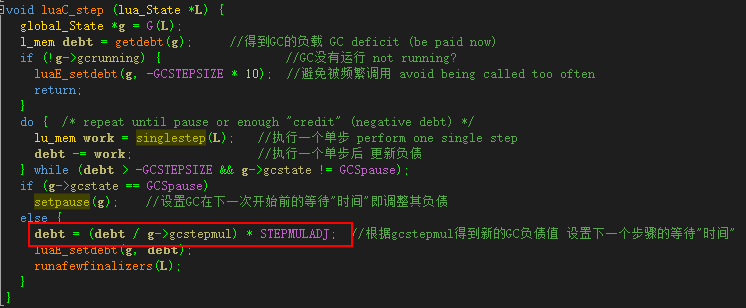 void luaC_step (lua_State *L) {
global_State *g = G(L);
l_mem debt = getdebt(g); //得到GC的负载 GC deficit (be paid now)
if (!g->gcrunning) { //GC没有运行 not running?
luaE_setdebt(g, -GCSTEPSIZE * 10); //避免被频繁调用 avoid being called too often
return;
}
do { /* repeat until pause or enough "credit" (negative debt) */
lu_mem work = singlestep(L); //执行一个单步 perform one single step
debt -= work; //执行一个单步后 更新负债
} while (debt > -GCSTEPSIZE && g->gcstate != GCSpause);
if (g->gcstate == GCSpause)
setpause(g); //设置GC在下一次开始前的等待"时间"即调整其负债
else {
debt = (debt / g->gcstepmul) * STEPMULADJ; //根据gcstepmul得到新的GC负债值 设置下一个步骤的等待"时间"
luaE_setdebt(g, debt);
runafewfinalizers(L);
}
}